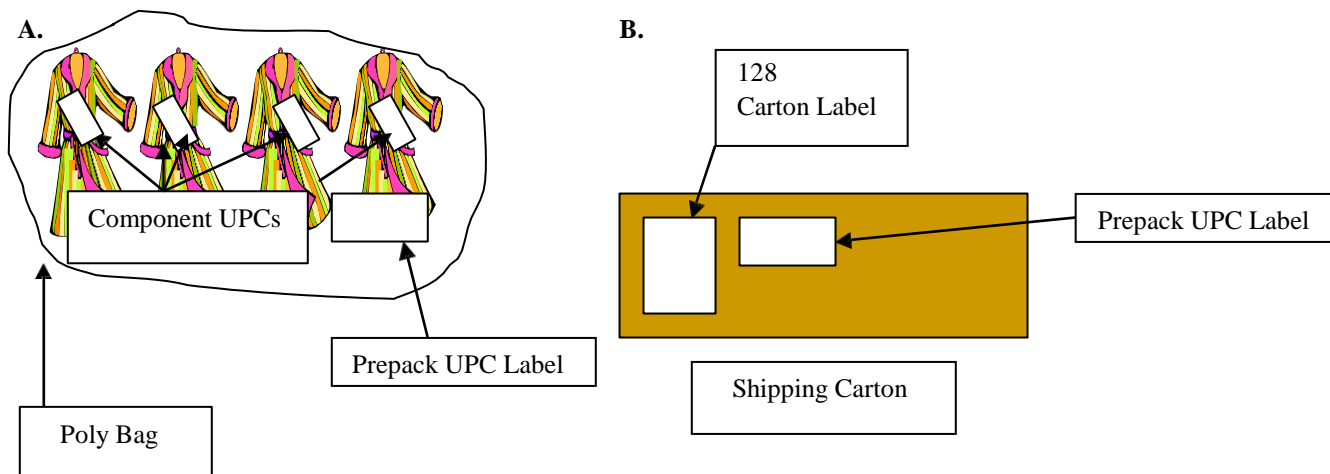 A.
Component UPCs
Prepack UPC Label
Poly Bag
B.
128
Carton Label
Prepack UPC Label
Shipping Carton